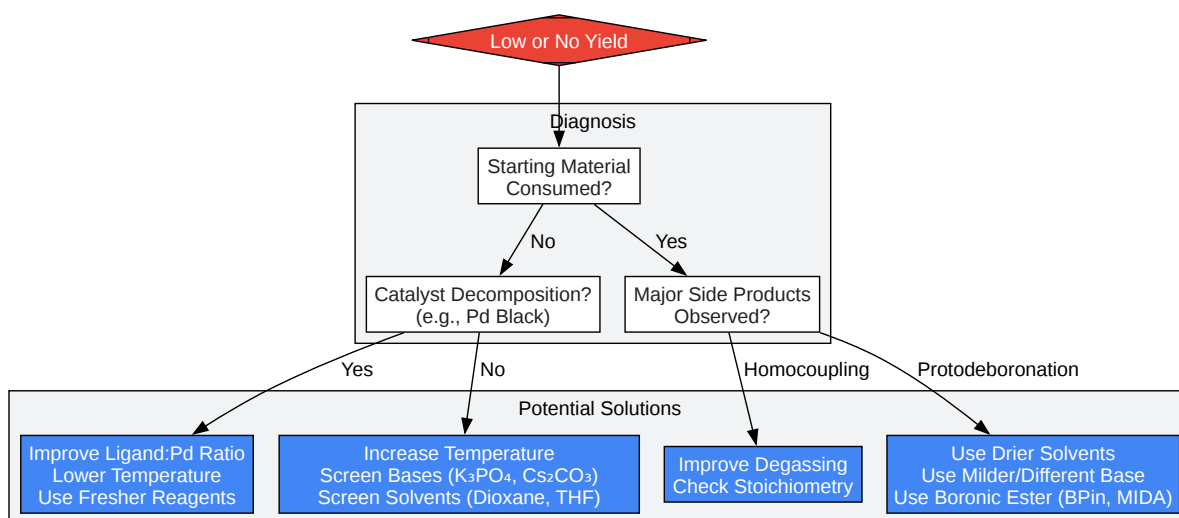 Low or No Yield
Diagnosis
Starting Material
Consumed?
No
Yes
Catalyst Decomposition?
(e.g., Pd Black)
Major Side Products
Observed?
Yes
No
Homocoupling
Protodeboronation
Potential Solutions
Improve Ligand:Pd Ratio
Lower Temperature
Use Fresher Reagents
Increase Temperature
Screen Bases (K₃PO₄, Cs₂CO₃)
Screen Solvents (Dioxane, THF)
Improve Degassing
Check Stoichiometry
Use Drier Solvents
Use Milder/Different Base
Use Boronic Ester (BPin, MIDA)